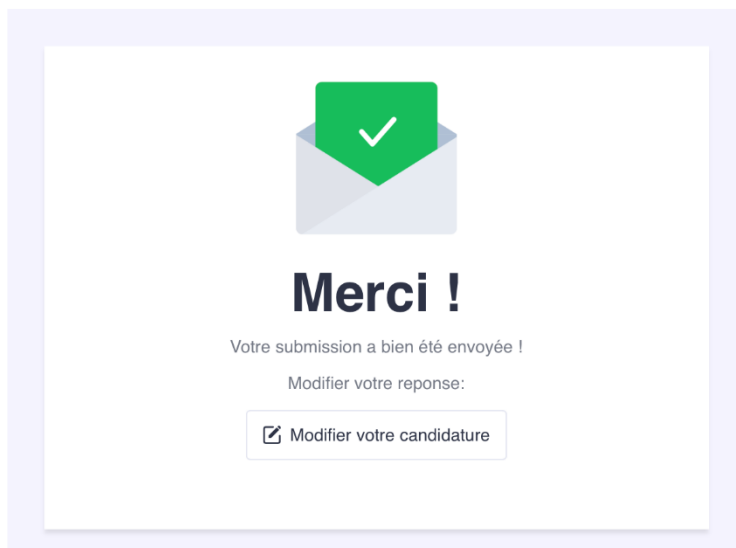 Merci !
Votre submission a bien été envoyée !
Modifier votre reponse:
Modifier votre candidature